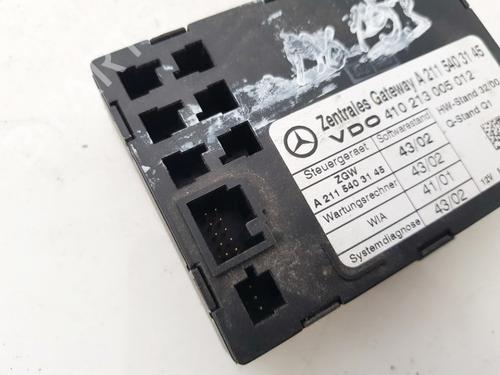 Zentrales Gateway A 211 540 31 45
VDO 410 213 005 012
Steuergeraet Softwarestand HW-Stand 32/00
ZGW 43/02 Q-Stand Q1
A 211 540 31 45 43/02
Wartungsrechner 41/01
WIA 43/02
Systemdiagnose
12V